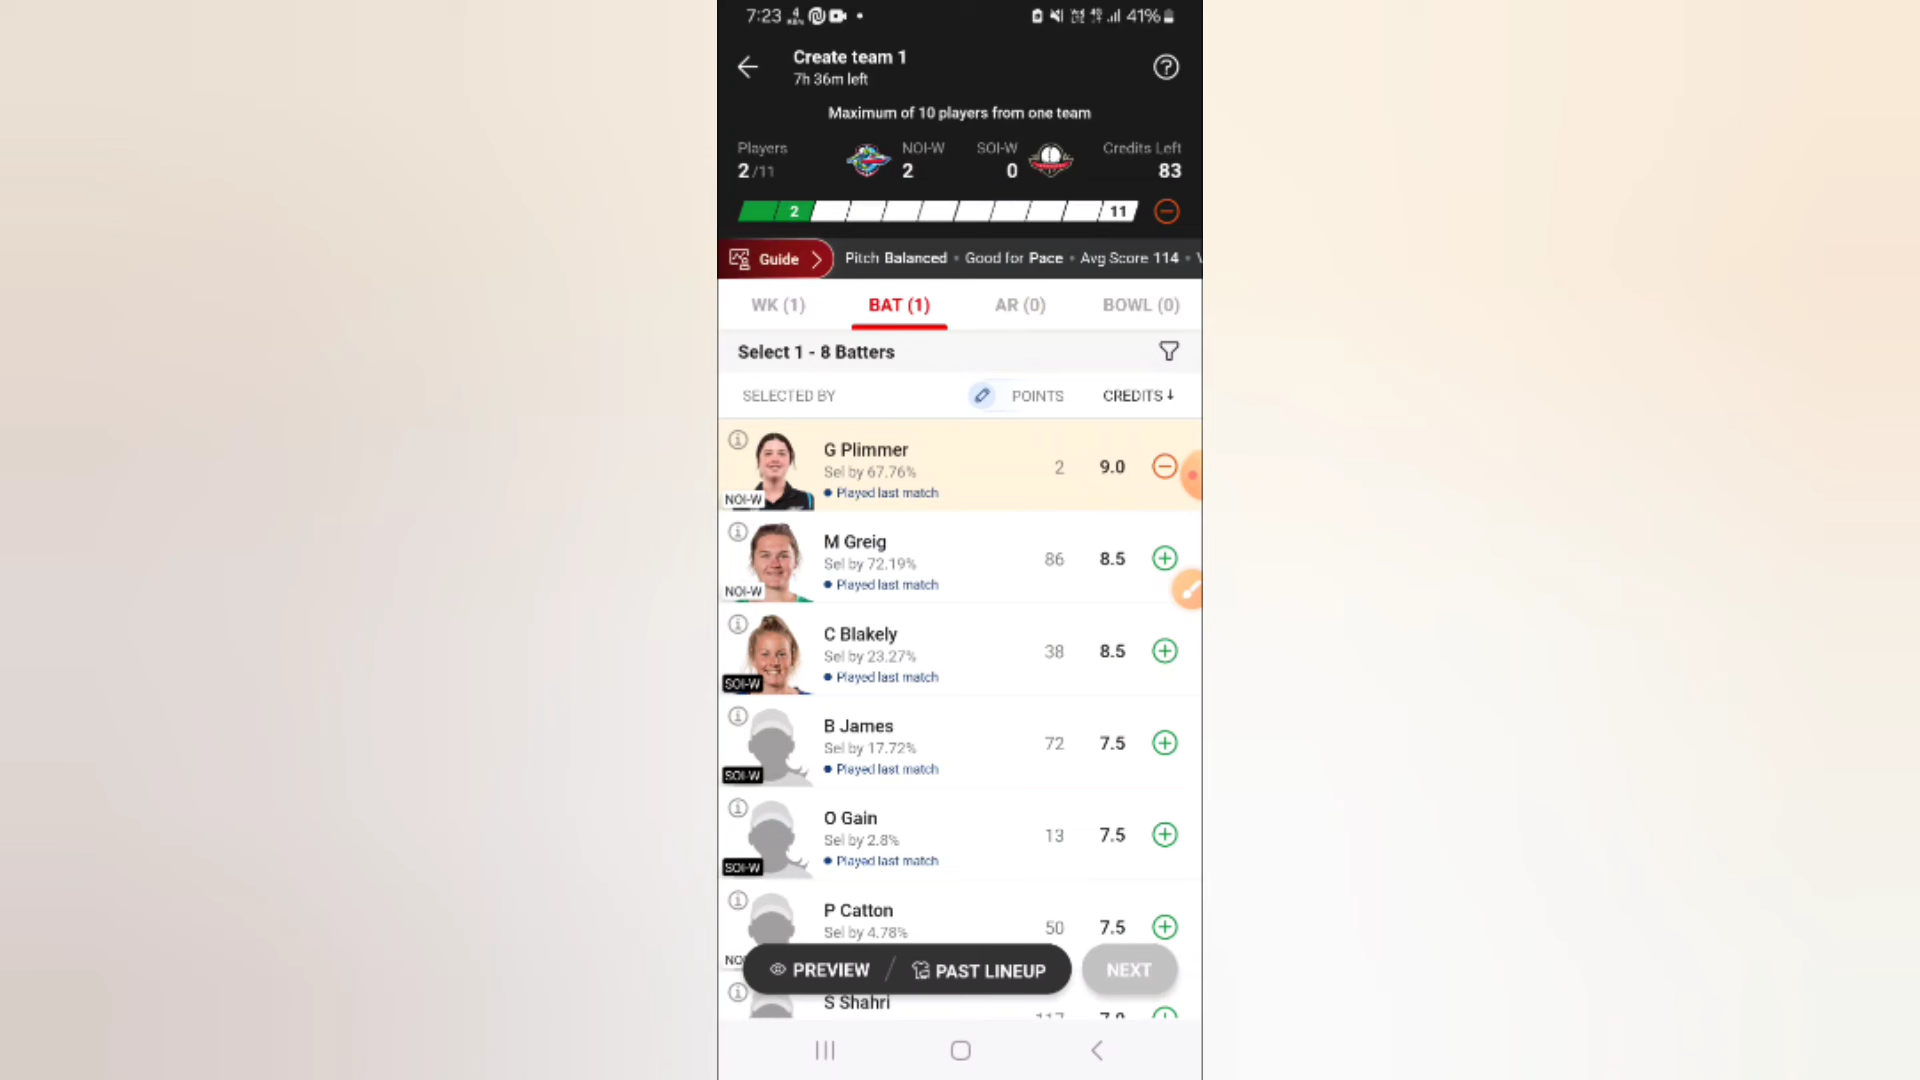 7:23 41%
Create team 1
7h 36m left
Maximum of 10 players from one team
Players NOI-W SOI-W Credits Left
2/11 2 0 83
2 11
Guide Pitch Balanced • Good for Pace • Avg Score 114 •
WK (1) BAT (1) AR (0) BOWL (0)
Select 1 - 8 Batters
SELECTED BY POINTS CREDITS↓
G Plimmer
Sel by 67.76% 2 9.0
Played last match
NOI-W
M Greig
Sel by 72.19% 86 8.5
Played last match
NOI-W
C Blakely
Sel by 23.27% 38 8.5
Played last match
SOI-W
B James
Sel by 17.72% 72 7.5
Played last match
SOI-W
O Gain
Sel by 2.8% 13 7.5
Played last match
SOI-W
P Catton
Sel by 4.78% 50 7.5
PREVIEW / PAST LINEUP NEXT
S Shahri